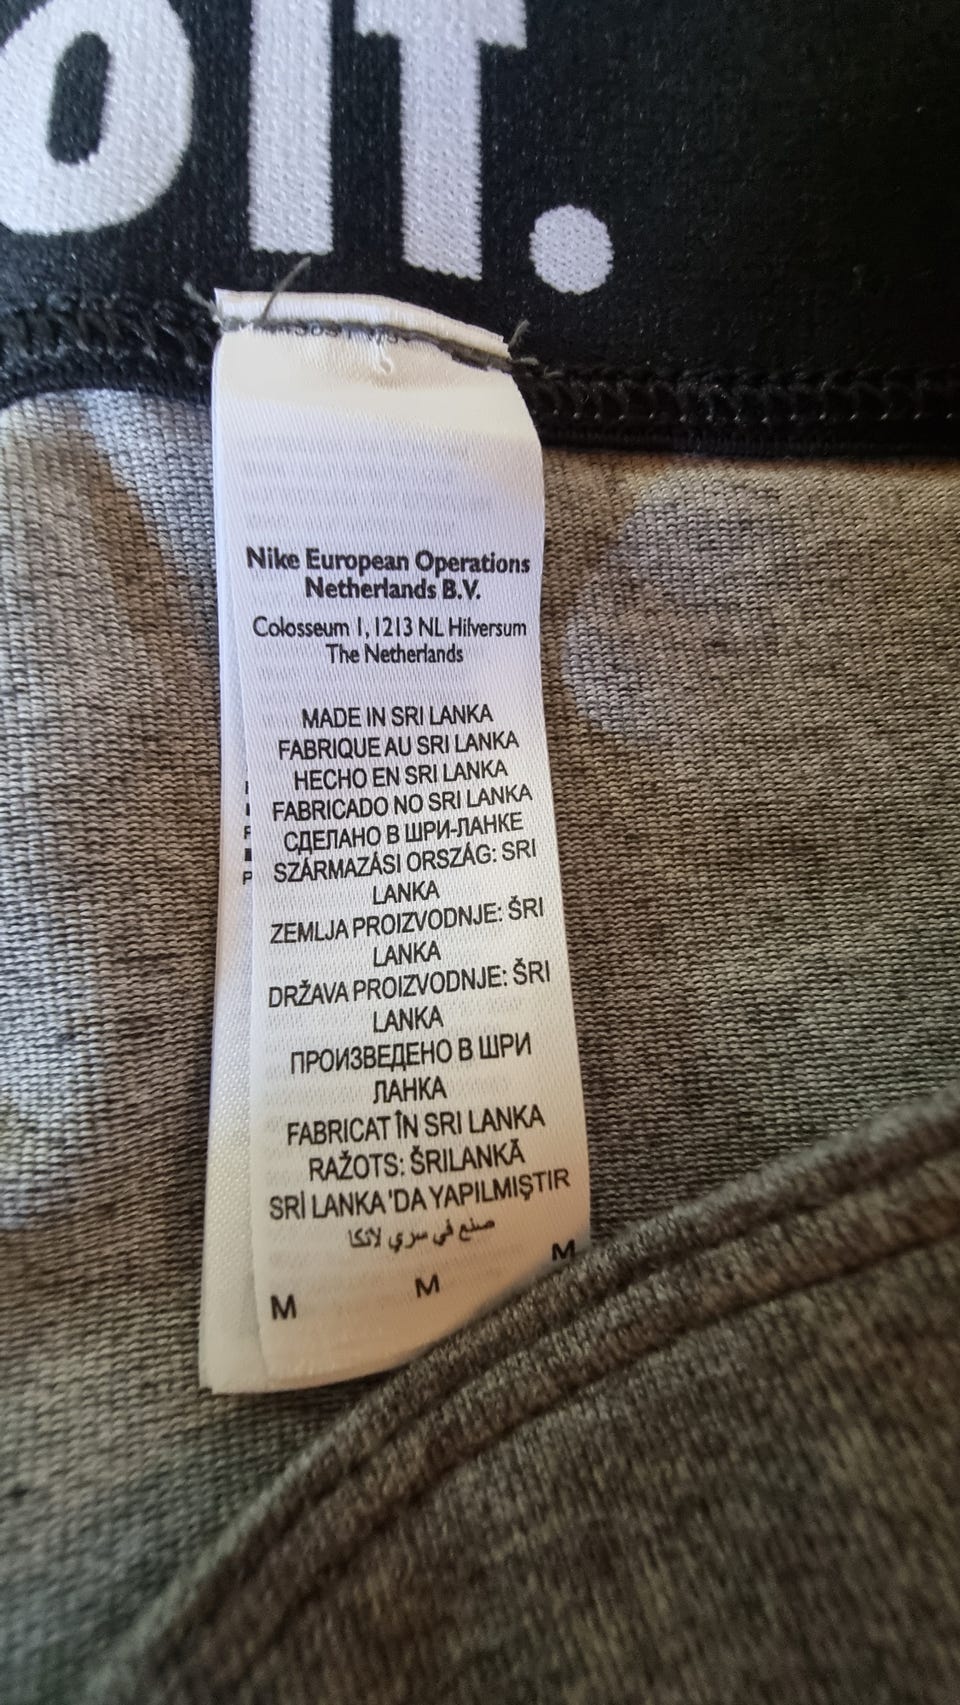 o IT.
Nike European Operations
Netherlands B.V.
Colosseum 1, 1213 NL Hilversum
The Netherlands
MADE IN SRI LANKA
FABRIQUE AU SRI LANKA
HECHO EN SRI LANKA
FABRICADO NO SRI LANKA
СДЕЛАНО В ШРИ-ЛАНКЕ
SZÁRMAZÁSI ORSZÁG: SRI
LANKA
ZEMLJA PROIZVODNJE: ŠRI
LANKA
DRŽAVA PROIZVODNJE: ŠRI
LANKA
ПРОИЗВЕДЕНО В ШРИ
ЛАНКА
FABRICAT ÎN SRI LANKA
RAŽOTS: ŠRILANKĀ
SRİ LANKA'DA YAPILMIŞTIR
صنع في سري لانكا
M M M